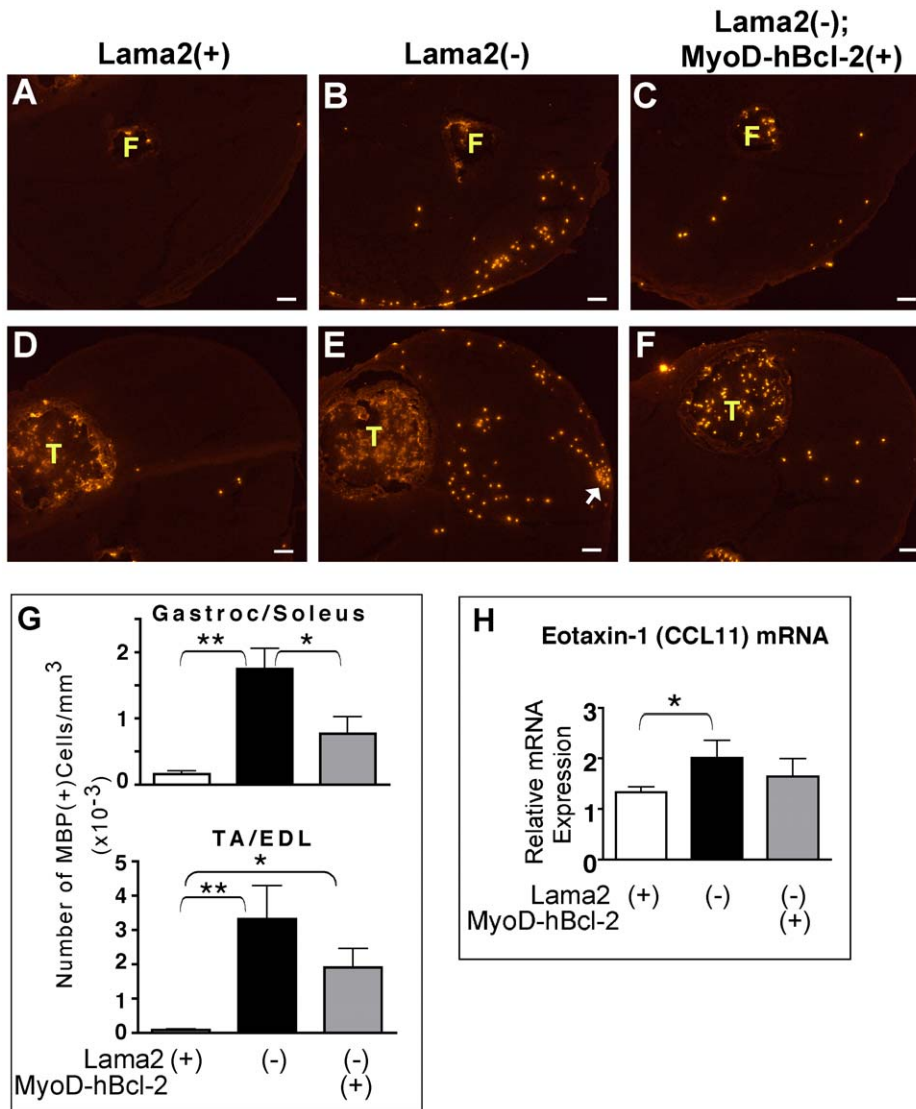 Lama2(+)
Lama2(-)
Lama2(-);
MyoD-hBcl-2(+)
A
F
B
F
C
F
D
T
E
T
F
T
G
Gastroc/Soleus
Number of MBP(+)Cells/mm3
(x10-3)
2
1
0
**
*
TA/EDL
5
4
3
2
1
0
**
*
Lama2 (+) (-) (-)
MyoD-hBcl-2 (+)
H
Eotaxin-1 (CCL11) mRNA
Relative mRNA
Expression
3
2
1
0
*
Lama2 (+) (-) (-)
MyoD-hBcl-2 (+)